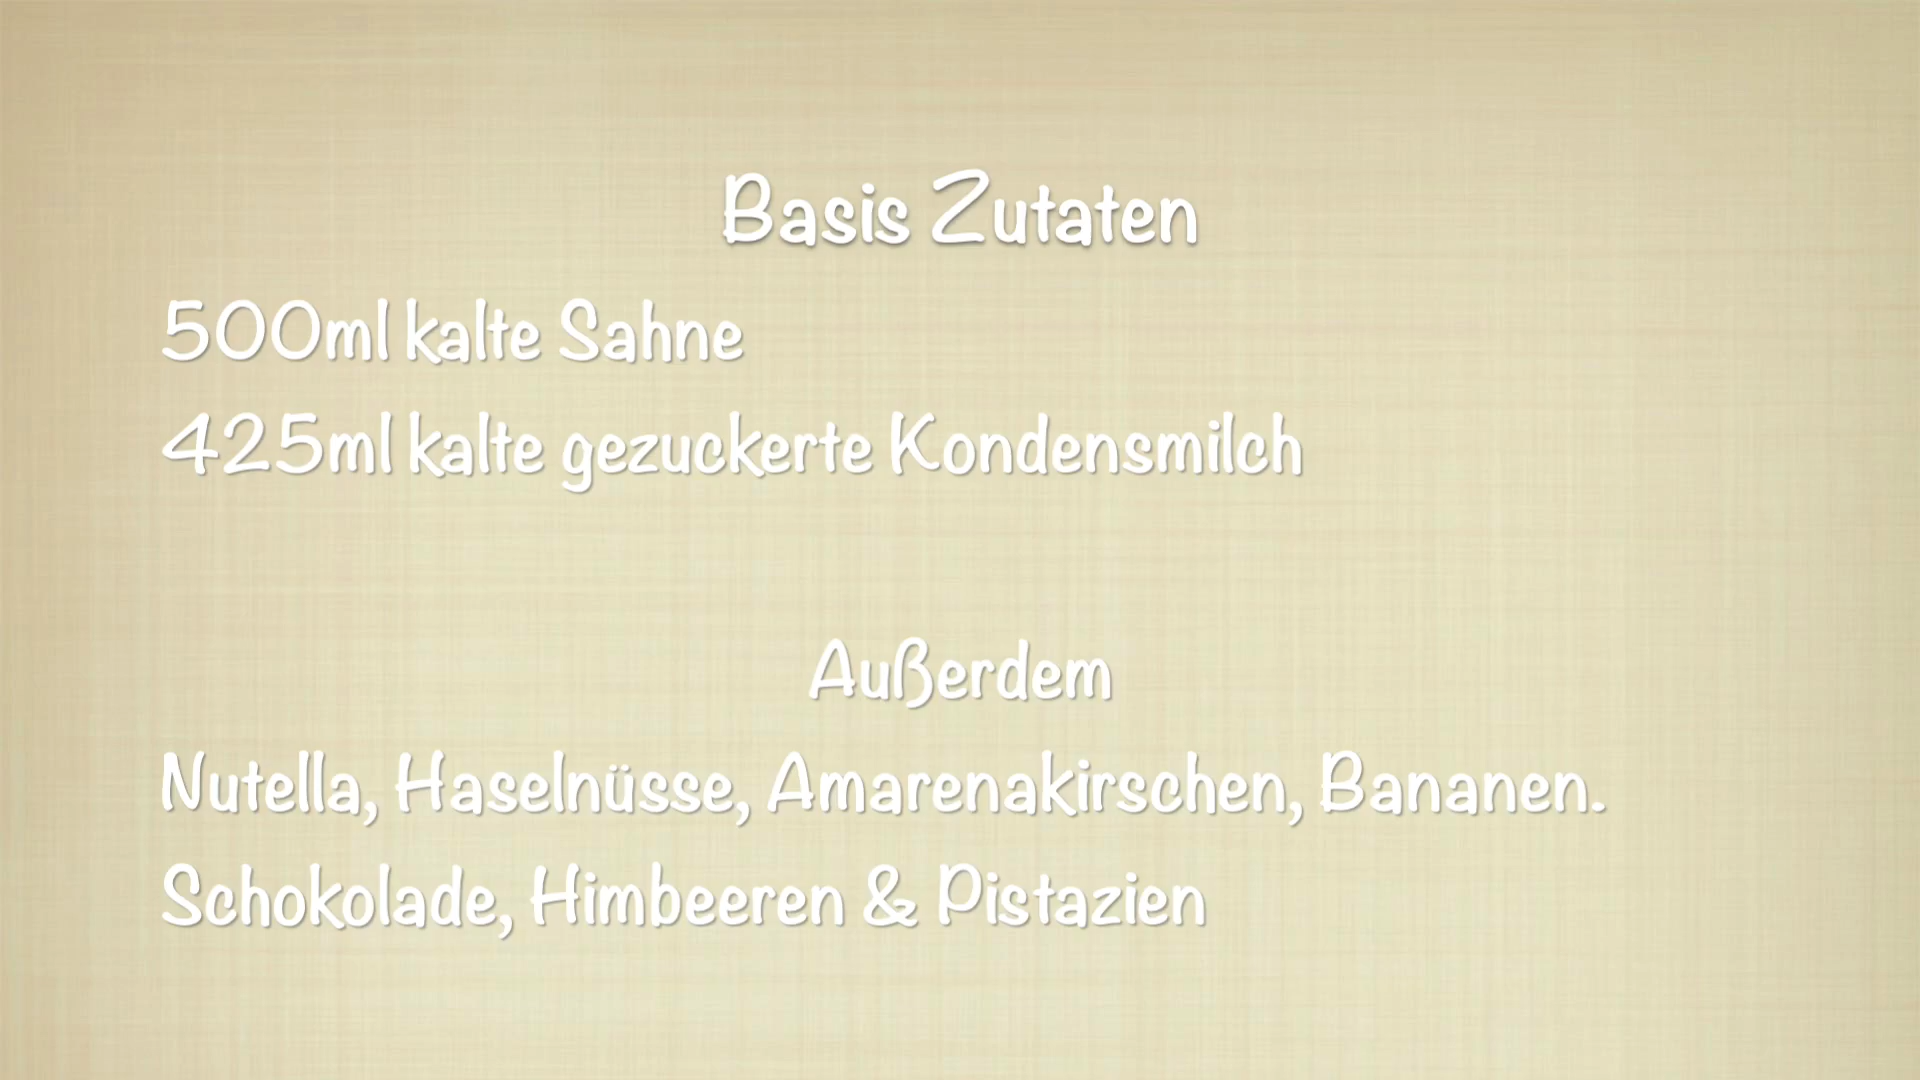 Basis Zutaten
500ml kalte Sahne
425ml kalte gezuckerte Kondensmilch
Außerdem
Nutella, Haselnüsse, Amarenakirschen, Bananen.
Schokolade, Himbeeren & Pistazien